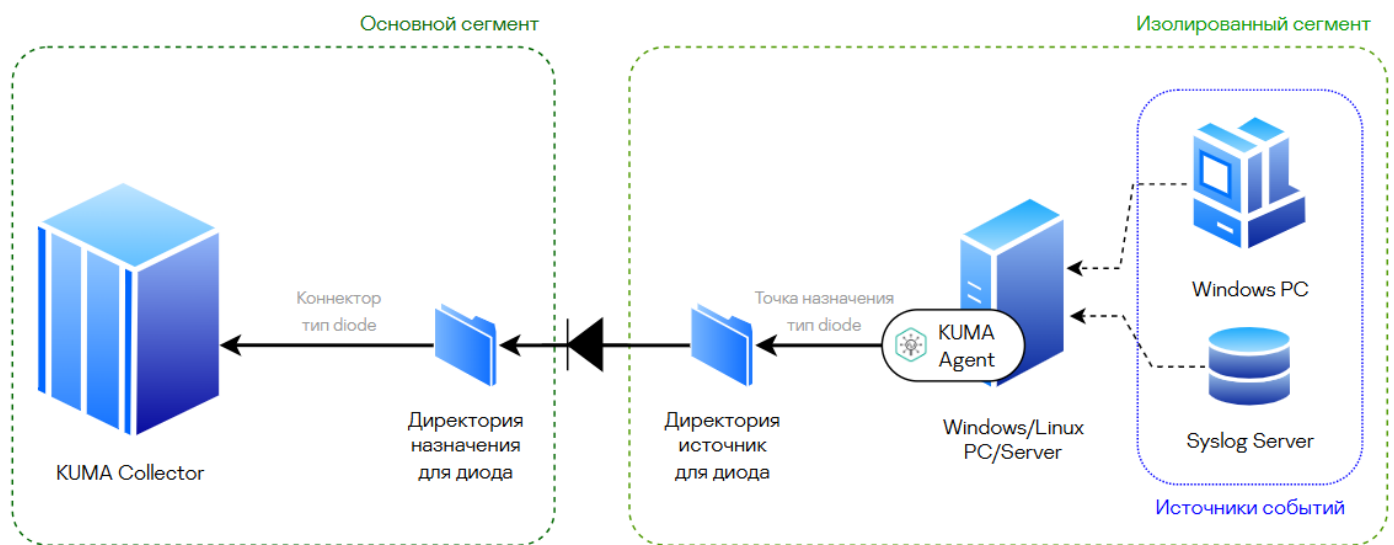 Основной сегмент
Изолированный сегмент
Коннектор
тип diode
Точка назначения
тип diode
KUMA
Agent
Windows PC
Директория
назначения
для диода
Директория
источник
для диода
Windows/Linux
PC/Server
Syslog Server
KUMA Collector
Источники событий